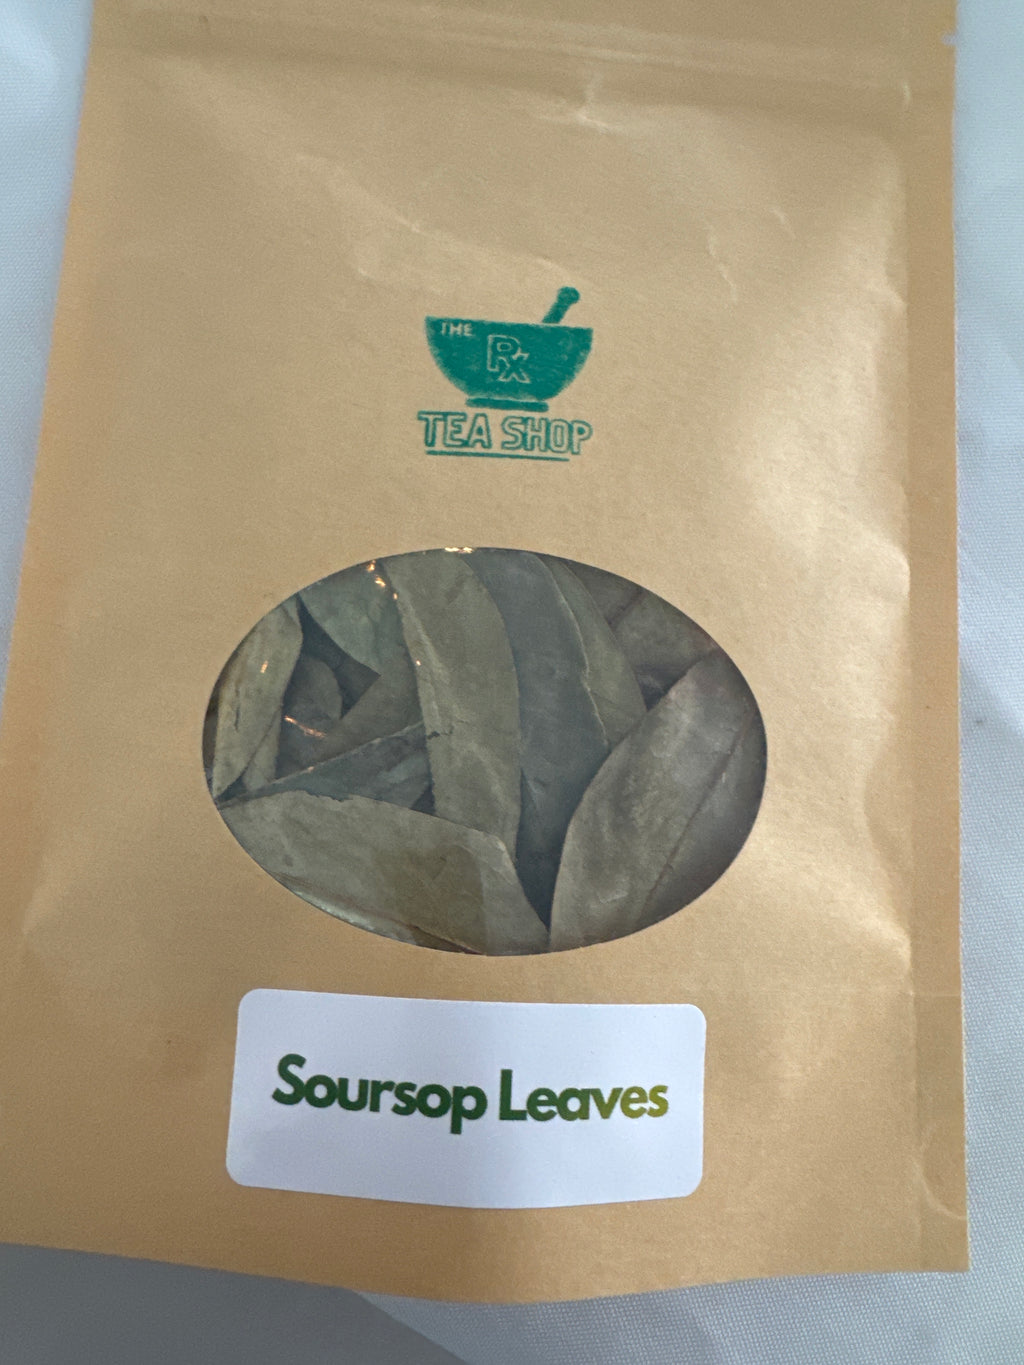 THE
Rx
TEA SHOP
Soursop Leaves